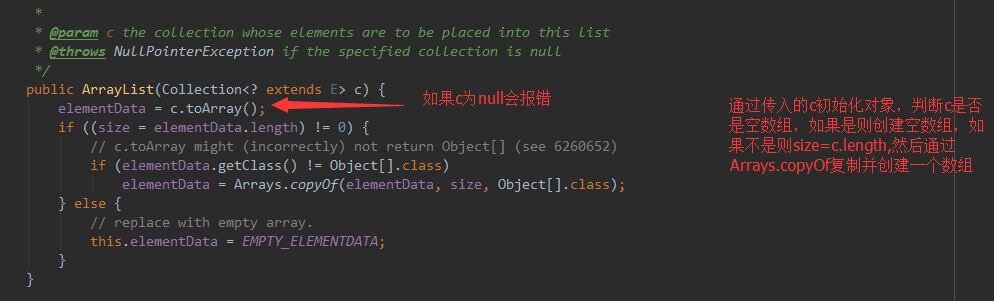 *
* @param c the collection whose elements are to be placed into this list
* @throws NullPointerException if the specified collection is null
*/
public ArrayList(Collection<? extends E> c) {
elementData = c.toArray();
如果c为null会报错
if ((size = elementData.length) != 0) {
// c.toArray might (incorrectly) not return Object[] (see 6260652)
if (elementData.getClass() != Object[].class)
elementData = Arrays.copyOf(elementData, size, Object[].class);
} else {
// replace with empty array.
this.elementData = EMPTY_ELEMENTDATA;
}
}
通过传入的c初始化对象，判断c是否
是空数组，如果是则创建空数组，如
果不是则size=c.length,然后通过
Arrays.copyOf复制并创建一个数组